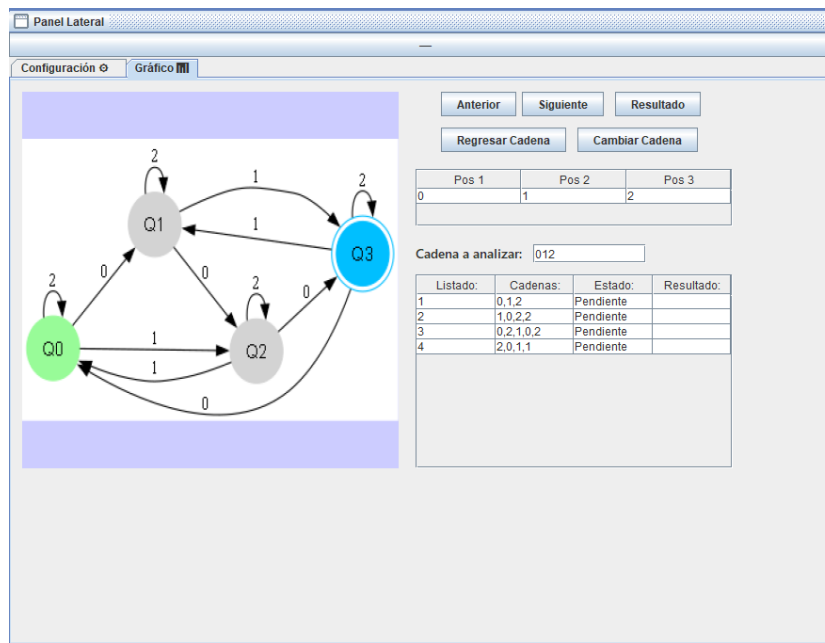 Panel Lateral
—
Configuración ⚙ Gráfico
Anterior Siguiente Resultado
Regresar Cadena Cambiar Cadena
Pos 1 Pos 2 Pos 3
0 1 2
Cadena a analizar: 012
Listado: Cadenas: Estado: Resultado:
1 0,1,2 Pendiente
2 1,0,2,2 Pendiente
3 0,2,1,0,2 Pendiente
4 2,0,1,1 Pendiente
2
1
2
Q1
1
Q3
0
0
2
2
0
Q0
1
Q2
1
0